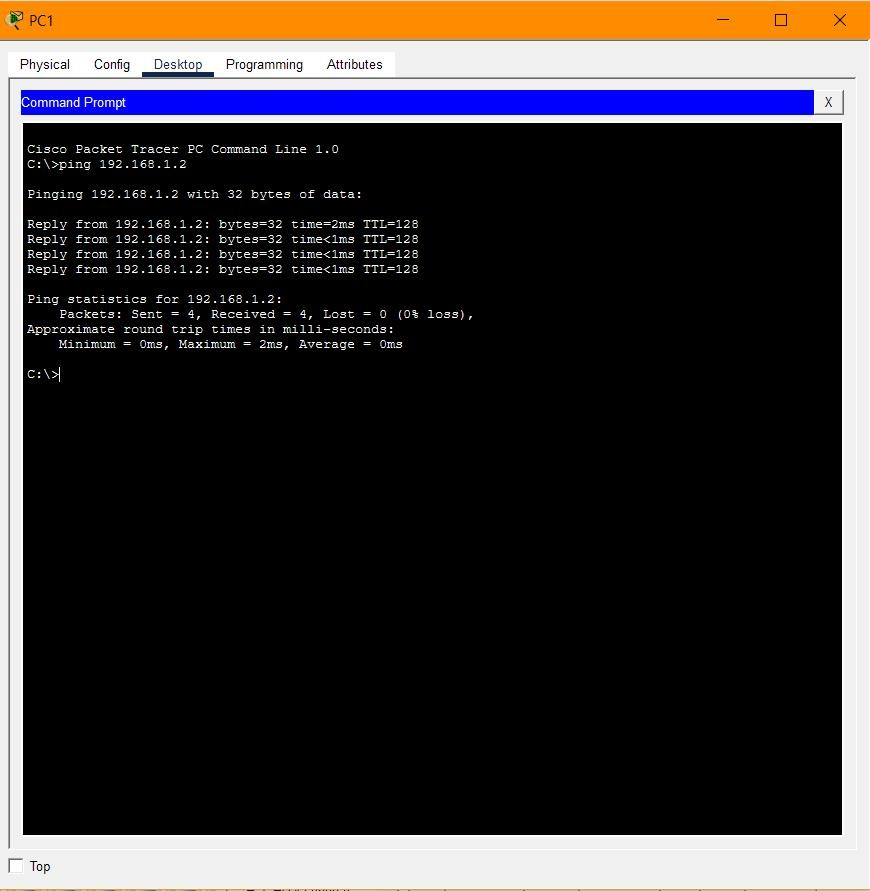 PC1
Physical Config Desktop Programming Attributes
Command Prompt X
Cisco Packet Tracer PC Command Line 1.0
C:\>ping 192.168.1.2
Pinging 192.168.1.2 with 32 bytes of data:
Reply from 192.168.1.2: bytes=32 time=2ms TTL=128
Reply from 192.168.1.2: bytes=32 time<1ms TTL=128
Reply from 192.168.1.2: bytes=32 time<1ms TTL=128
Reply from 192.168.1.2: bytes=32 time<1ms TTL=128
Ping statistics for 192.168.1.2:
Packets: Sent = 4, Received = 4, Lost = 0 (0% loss),
Approximate round trip times in milli-seconds:
Minimum = 0ms, Maximum = 2ms, Average = 0ms
C:\>
Top